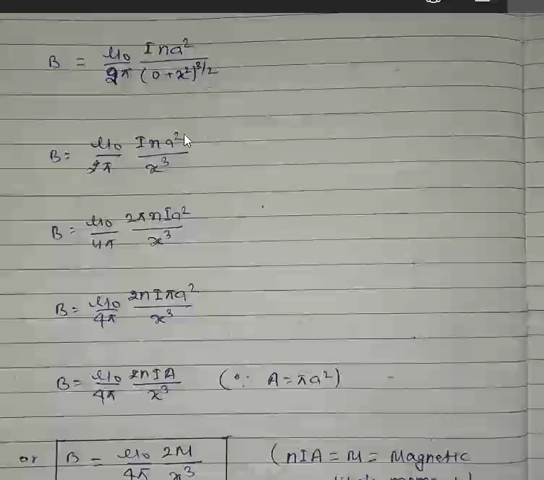 B = μ₀/2π Ina²/(0+x²)^3/2
B = μ₀/2π Ina²/x³
B = μ₀/4π 2πnIa²/x³
B = μ₀/4π 2nIπa²/x³
B = μ₀/4π 2nIA/x³ (∵ A = πa²)
or B = μ₀/4π 2M/x³ (nIA = M = Magnetic